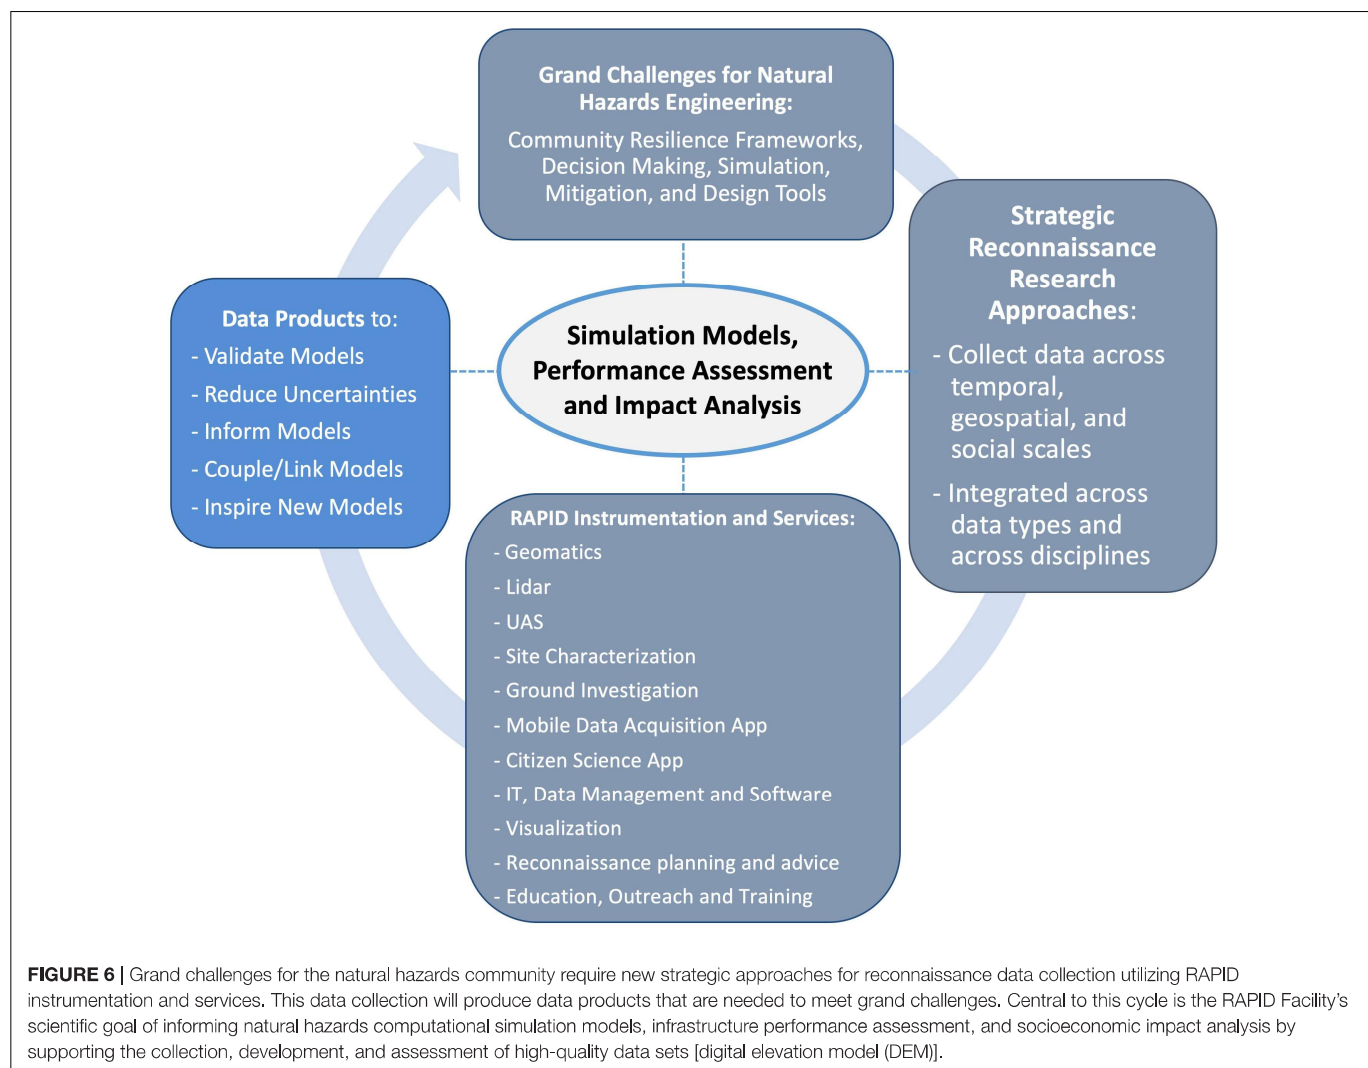 Grand Challenges for Natural
Hazards Engineering:
Community Resilience Frameworks,
Decision Making, Simulation,
Mitigation, and Design Tools
Strategic
Reconnaissance
Research
Approaches:
- Collect data across
temporal,
geospatial, and
social scales
- Integrated across
data types and
across disciplines
Data Products to:
- Validate Models
- Reduce Uncertainties
- Inform Models
- Couple/Link Models
- Inspire New Models
Simulation Models,
Performance Assessment
and Impact Analysis
RAPID Instrumentation and Services:
- Geomatics
- Lidar
- UAS
- Site Characterization
- Ground Investigation
- Mobile Data Acquisition App
- Citizen Science App
- IT, Data Management and Software
- Visualization
- Reconnaissance planning and advice
- Education, Outreach and Training
FIGURE 6 | Grand challenges for the natural hazards community require new strategic approaches for reconnaissance data collection utilizing RAPID
instrumentation and services. This data collection will produce data products that are needed to meet grand challenges. Central to this cycle is the RAPID Facility's
scientific goal of informing natural hazards computational simulation models, infrastructure performance assessment, and socioeconomic impact analysis by
supporting the collection, development, and assessment of high-quality data sets [digital elevation model (DEM)].